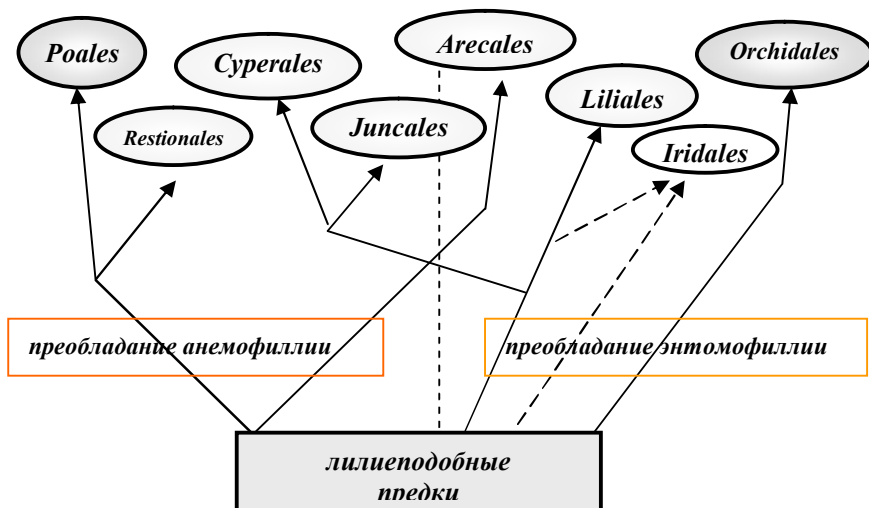 Poales
Cyperales
Arecales
Orchidales
Restionales
Juncales
Liliales
Iridales
преобладание анемофиллии
преобладание энтомофиллии
лилиеподобные
предки